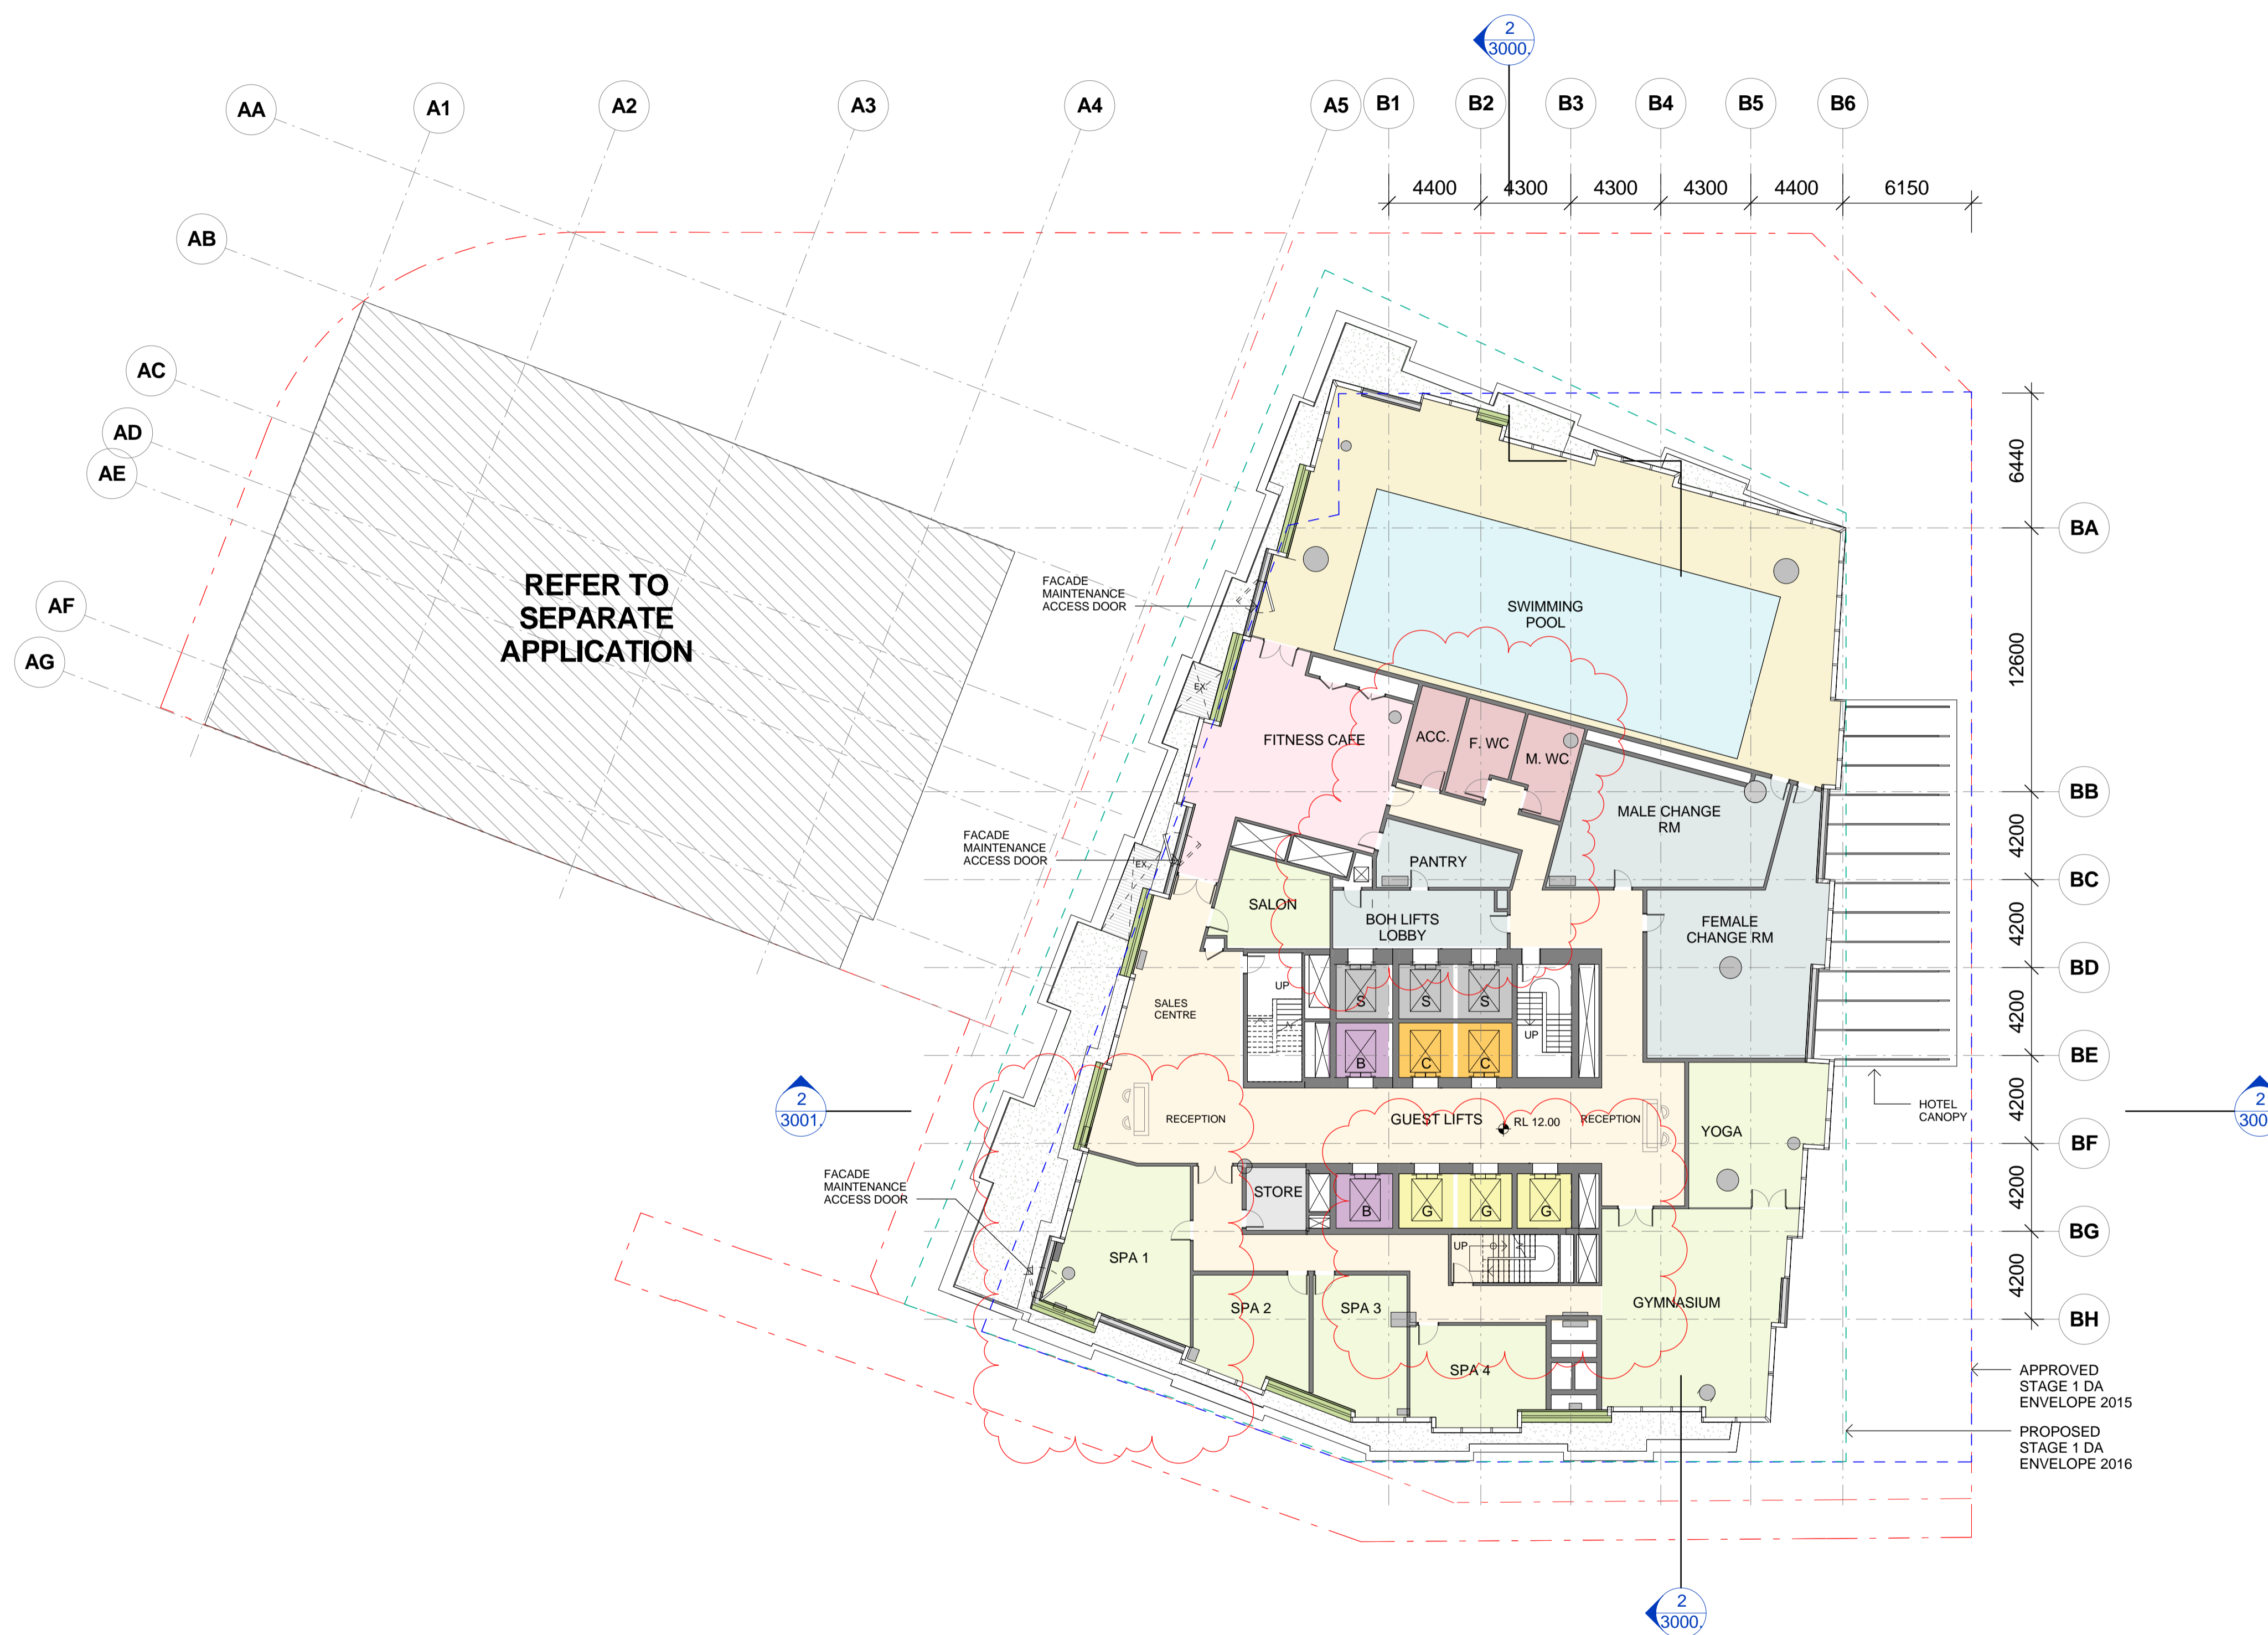 2
3000.
AA
A1
A2
A3
A4
A5
B1
B2
B3
B4
B5
B6
4400
4300
4300
4300
4400
6150
AB
AC
AD
AE
AF
AG
REFER TO
SEPARATE
APPLICATION
6440
BA
12600
BB
4200
BC
4200
BD
4200
BE
4200
BF
4200
BG
4200
BH
FACADE
MAINTENANCE
ACCESS DOOR
SWIMMING
POOL
EX.
FITNESS CAFE
ACC.
F. WC
M. WC
MALE CHANGE
RM
FACADE
MAINTENANCE
ACCESS DOOR
EX.
PANTRY
SALON
BOH LIFTS
LOBBY
FEMALE
CHANGE RM
SALES
CENTRE
UP
S
S
S
UP
B
C
C
2
3001.
RECEPTION
GUEST LIFTS
RL 12.00
RECEPTION
YOGA
HOTEL
CANOPY
2
300
FACADE
MAINTENANCE
ACCESS DOOR
STORE
B
G
G
G
UP
SPA 1
SPA 2
SPA 3
SPA 4
GYMNASIUM
APPROVED
STAGE 1 DA
ENVELOPE 2015
PROPOSED
STAGE 1 DA
ENVELOPE 2016
2
3000.